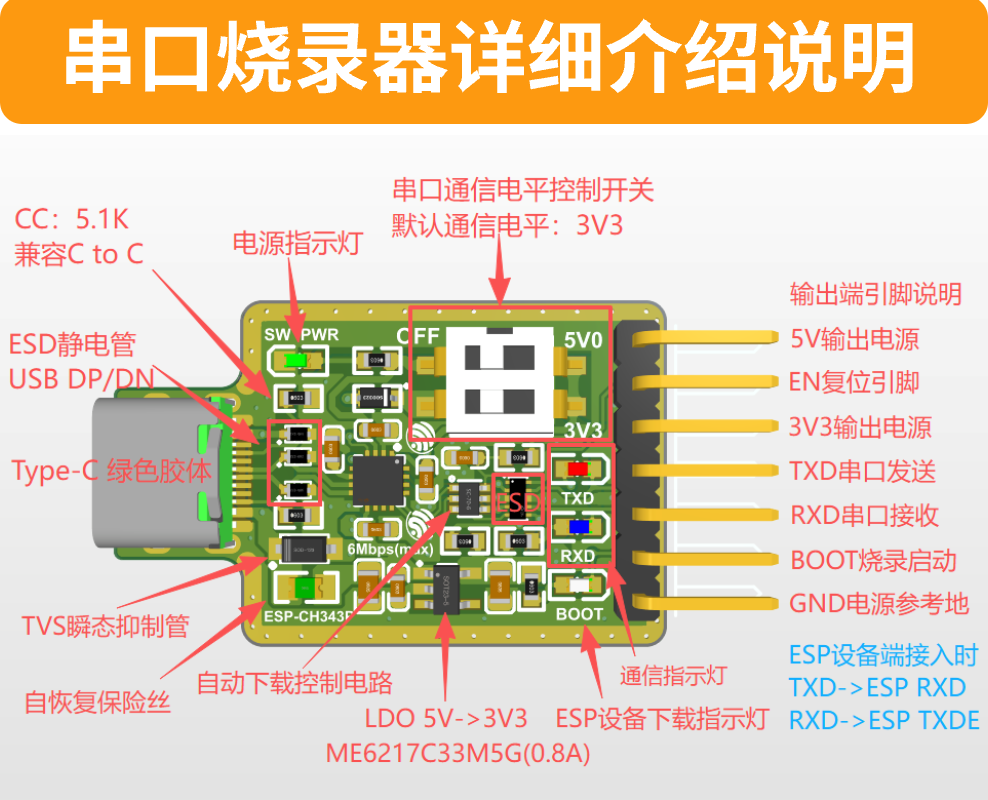 串口烧录器详细介绍说明
串口通信电平控制开关
默认通信电平：3V3
CC：5.1K
兼容C to C
电源指示灯
ESD静电管
USB DP/DN
Type-C 绿色胶体
TVS瞬态抑制管
自恢复保险丝
自动下载控制电路
LDO 5V->3V3
ME6217C33M5G(0.8A)
ESP设备下载指示灯
通信指示灯
SW
PWR
OFF
5V0
3V3
ESD
TXD
RXD
BOOT
6Mbps(max)
ESP-CH343P
输出端引脚说明
5V输出电源
EN复位引脚
3V3输出电源
TXD串口发送
RXD串口接收
BOOT烧录启动
GND电源参考地
ESP设备端接入时
TXD->ESP RXD
RXD->ESP TXDE